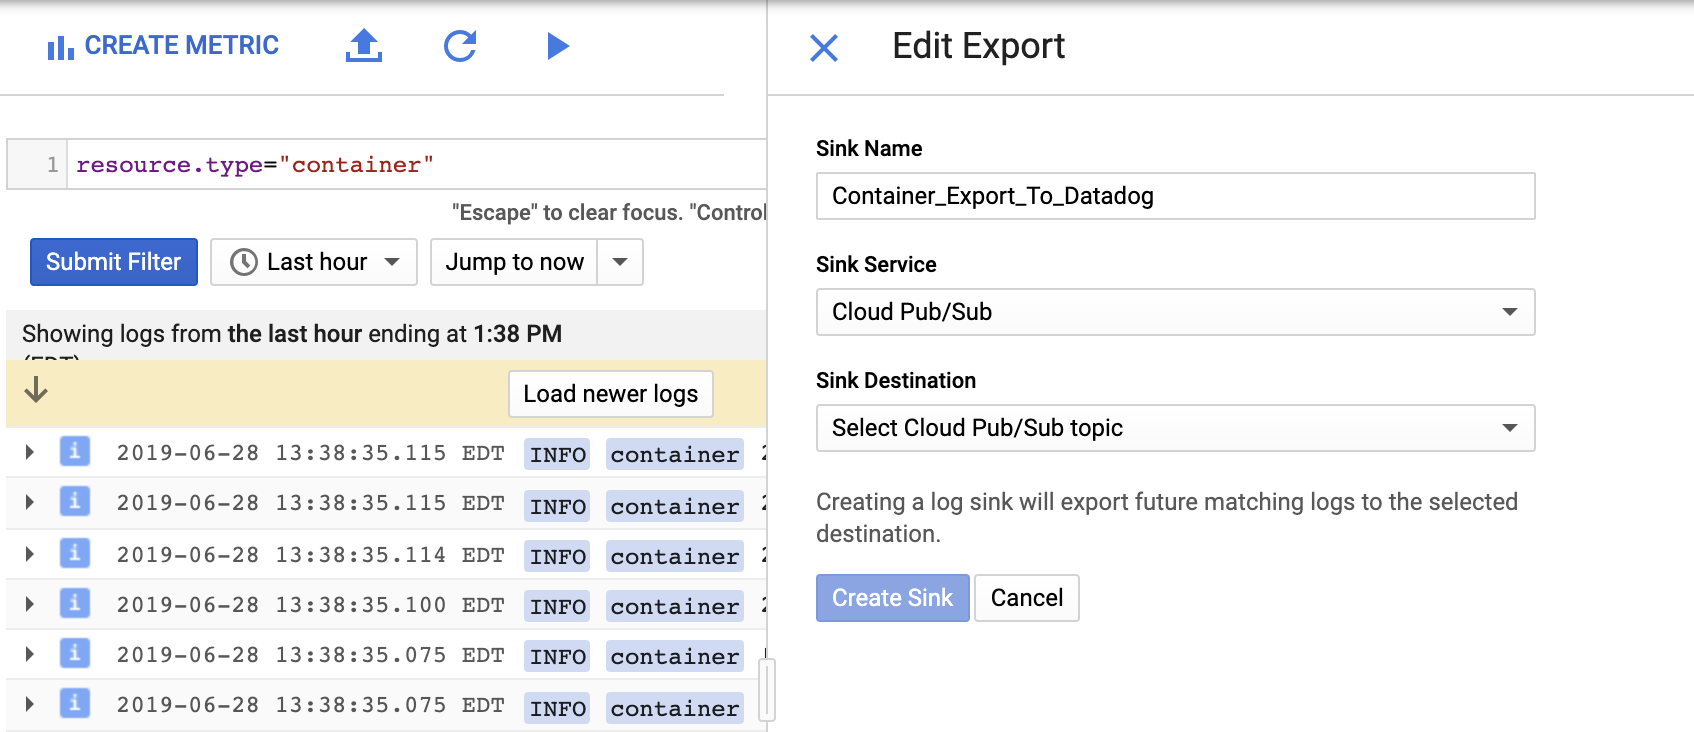 CREATE METRIC
1 resource.type="container"
"Escape" to clear focus. "Control
Submit Filter
Last hour
Jump to now
Showing logs from the last hour ending at 1:38 PM
Load newer logs
i 2019-06-28 13:38:35.115 EDT INFO container
i 2019-06-28 13:38:35.115 EDT INFO container
i 2019-06-28 13:38:35.114 EDT INFO container
i 2019-06-28 13:38:35.100 EDT INFO container
i 2019-06-28 13:38:35.075 EDT INFO container
i 2019-06-28 13:38:35.075 EDT INFO container
Edit Export
Sink Name
Container_Export_To_Datadog
Sink Service
Cloud Pub/Sub
Sink Destination
Select Cloud Pub/Sub topic
Creating a log sink will export future matching logs to the selected
destination.
Create Sink
Cancel